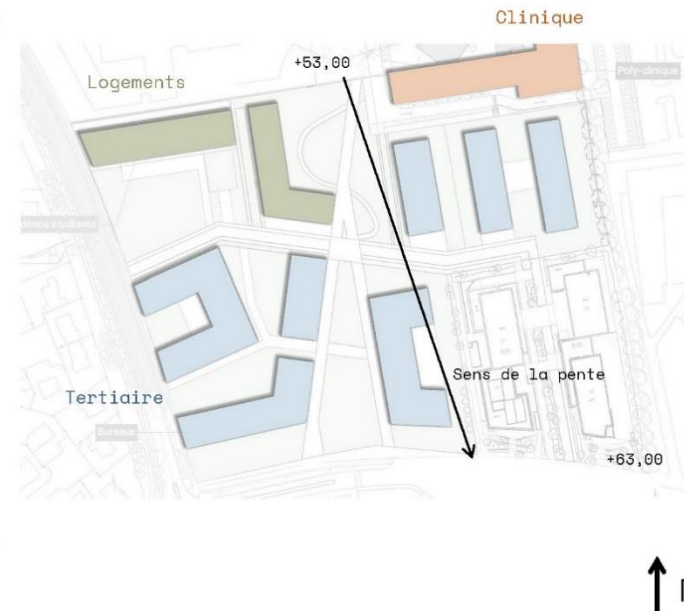 Clinique
+53,00
Poly-clinique
Logements
Sens de la pente
Tertiaire
Bureaux
+63,00